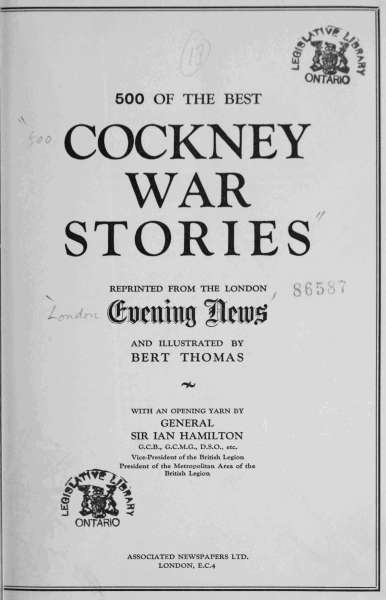 17
LEGISLATIVE LIBRARY
ONTARIO
500 OF THE BEST
"500
COCKNEY
WAR
STORIES"
REPRINTED FROM THE LONDON
86587
"London Evening News"
AND ILLUSTRATED BY
BERT THOMAS
WITH AN OPENING YARN BY
GENERAL
SIR IAN HAMILTON
G.C.B., G.C.M.G., D.S.O., etc.
Vice-President of the British Legion
President of the Metropolitan Area of the
British Legion
LEGISLATIVE LIBRARY
ONTARIO
ASSOCIATED NEWSPAPERS LTD.
LONDON, E.C.4